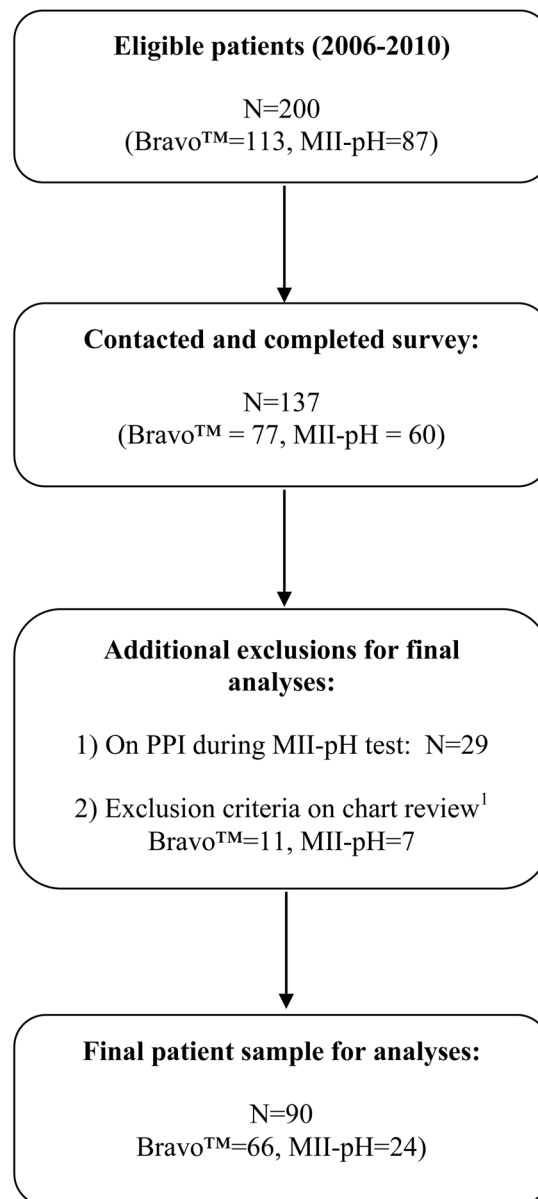 Eligible patients (2006-2010)
N=200
(Bravo™=113, MII-pH=87)
Contacted and completed survey:
N=137
(Bravo™ = 77, MII-pH = 60)
Additional exclusions for final
analyses:
1) On PPI during MII-pH test:  N=29
2) Exclusion criteria on chart review¹
Bravo™=11, MII-pH=7
Final patient sample for analyses:
N=90
Bravo™=66, MII-pH=24)